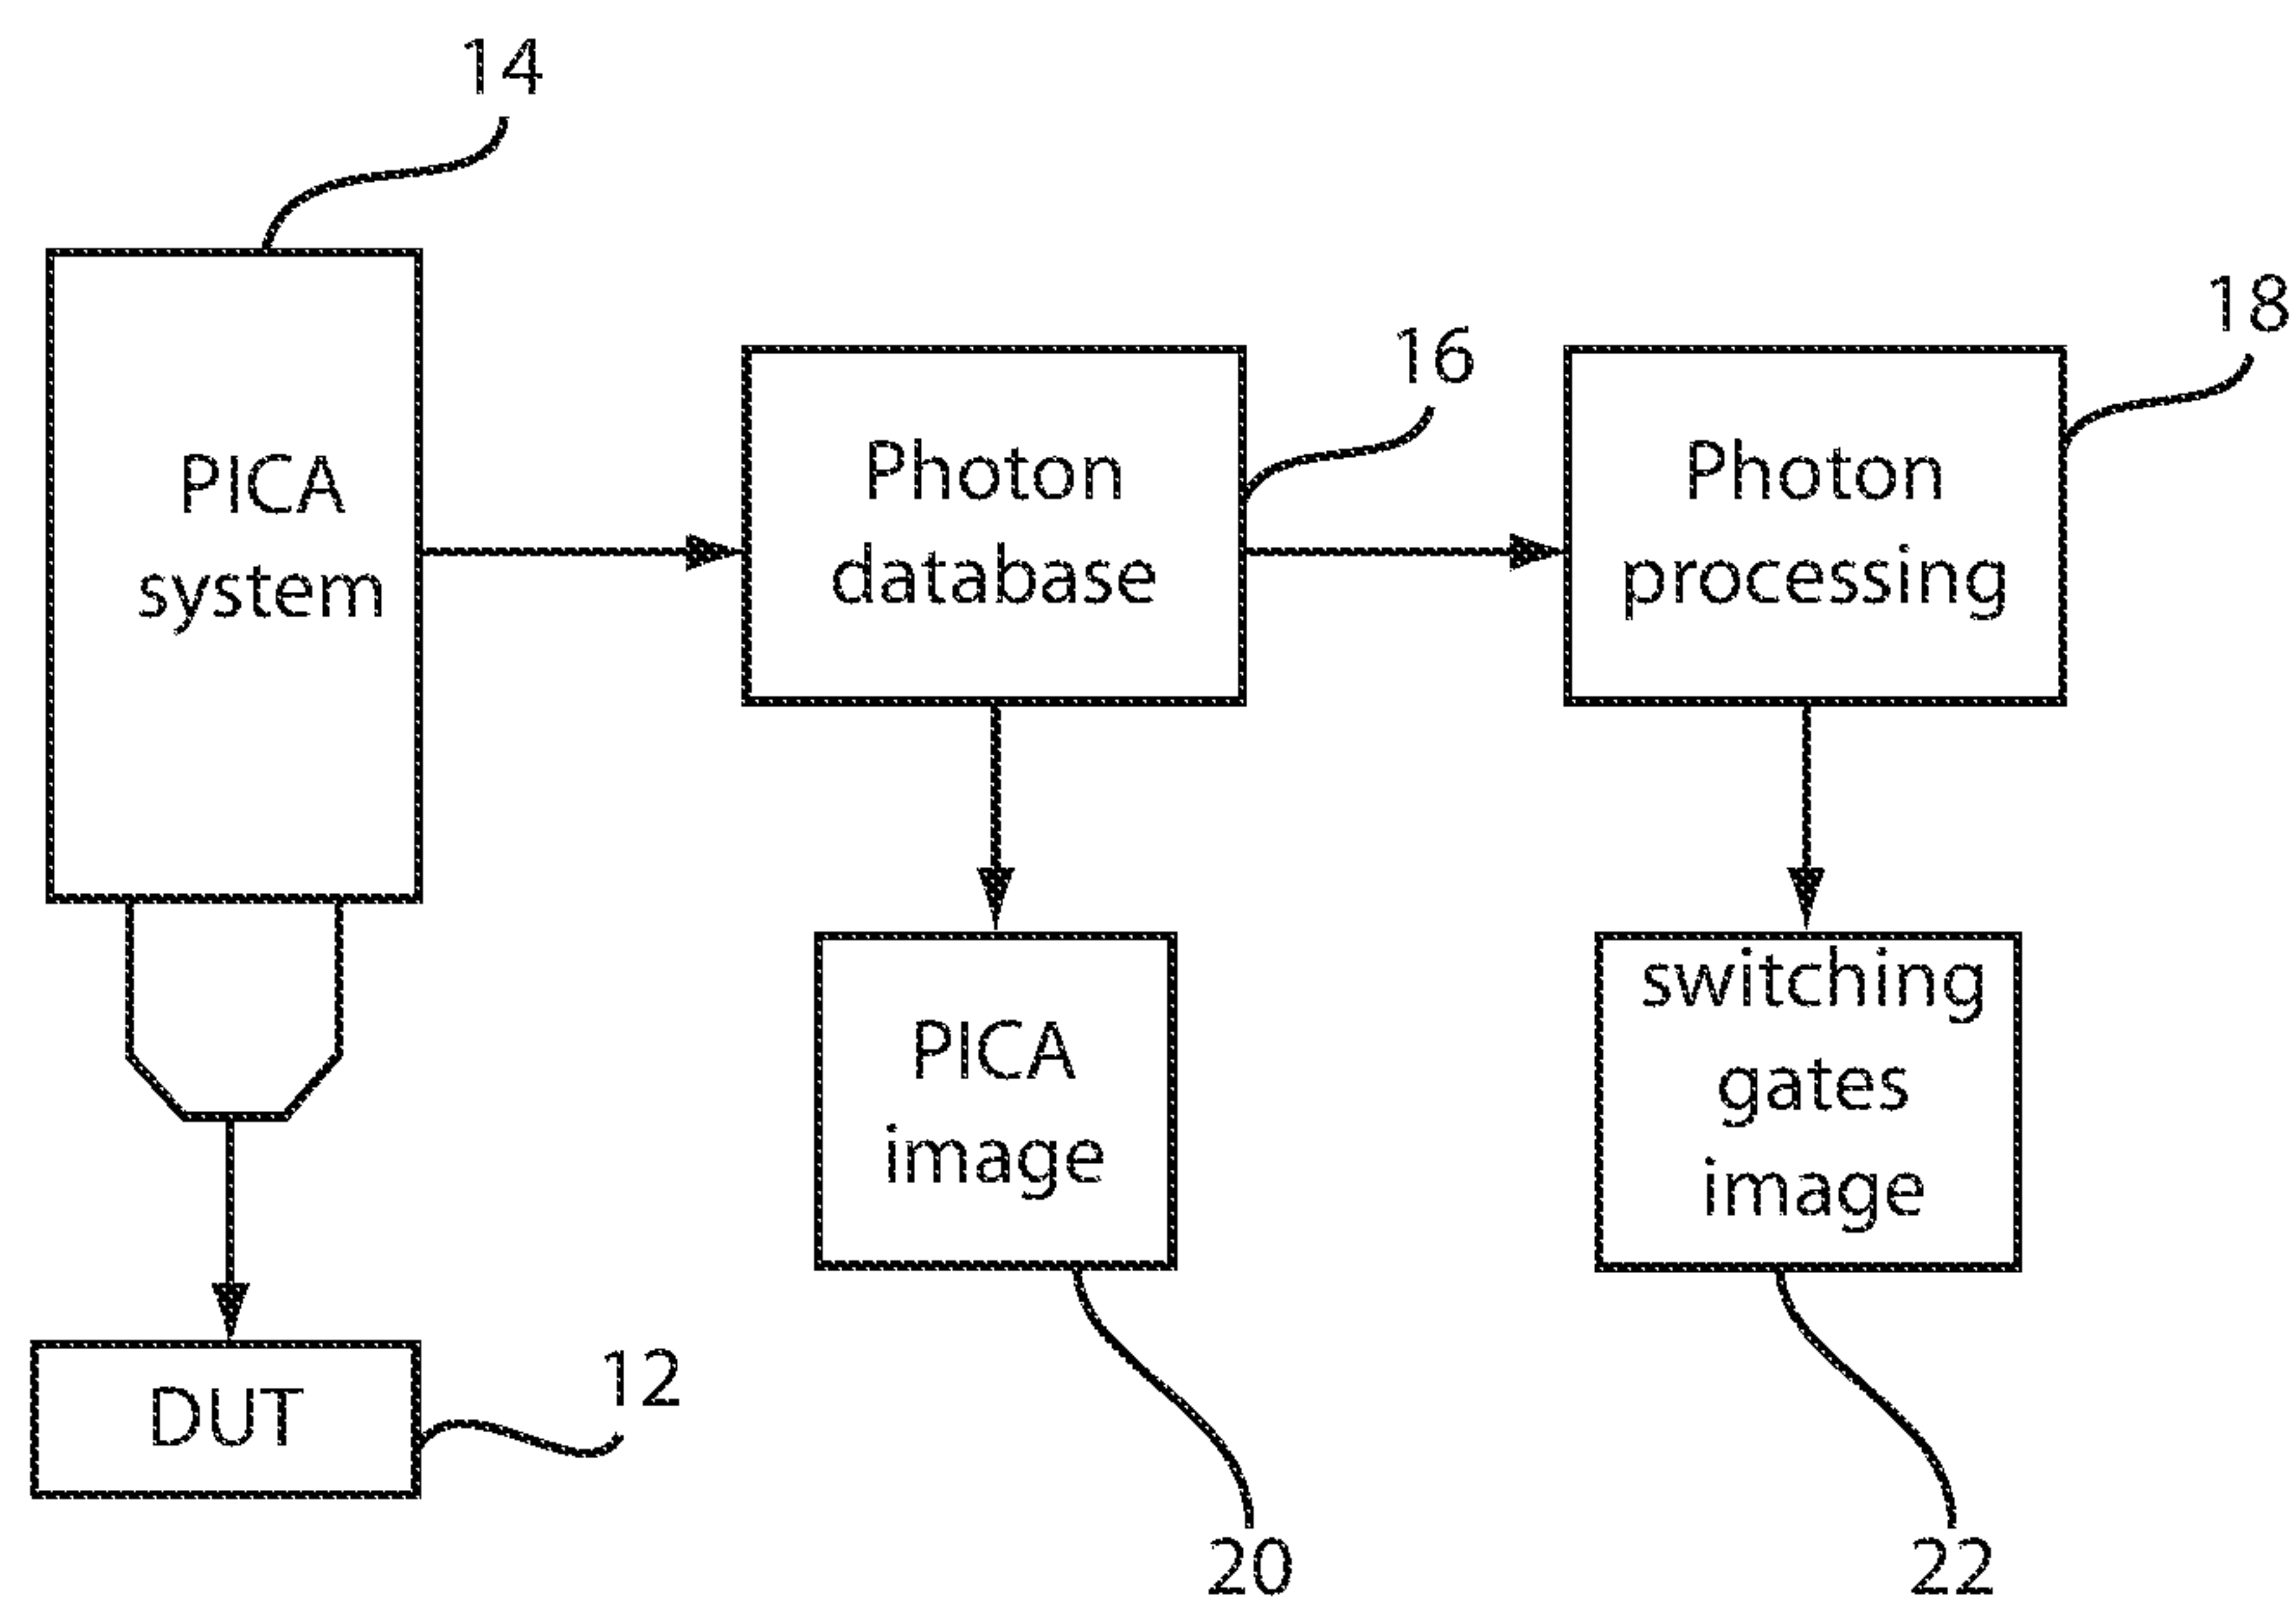 14
PICA
system
16
Photon
database
18
Photon
processing
PICA
image
20
switching
gates
image
22
DUT
12